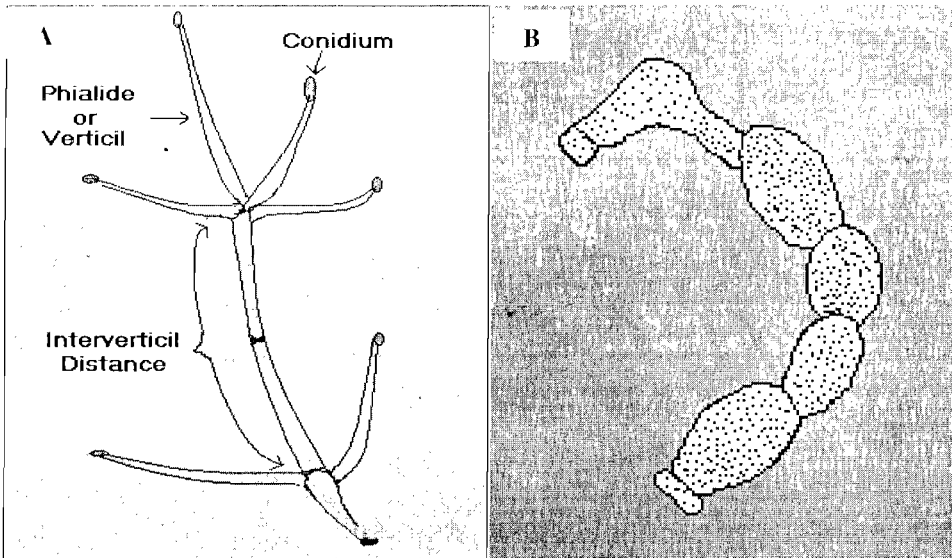 A
Conidium
Phialide
or
Verticil
Interverticil
Distance
B